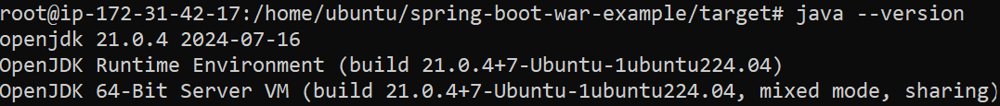 root@ip-172-31-42-17:/home/ubuntu/spring-boot-war-example/target# java --version
openjdk 21.0.4 2024-07-16
OpenJDK Runtime Environment (build 21.0.4+7-Ubuntu-1ubuntu224.04)
OpenJDK 64-Bit Server VM (build 21.0.4+7-Ubuntu-1ubuntu224.04, mixed mode, sharing)